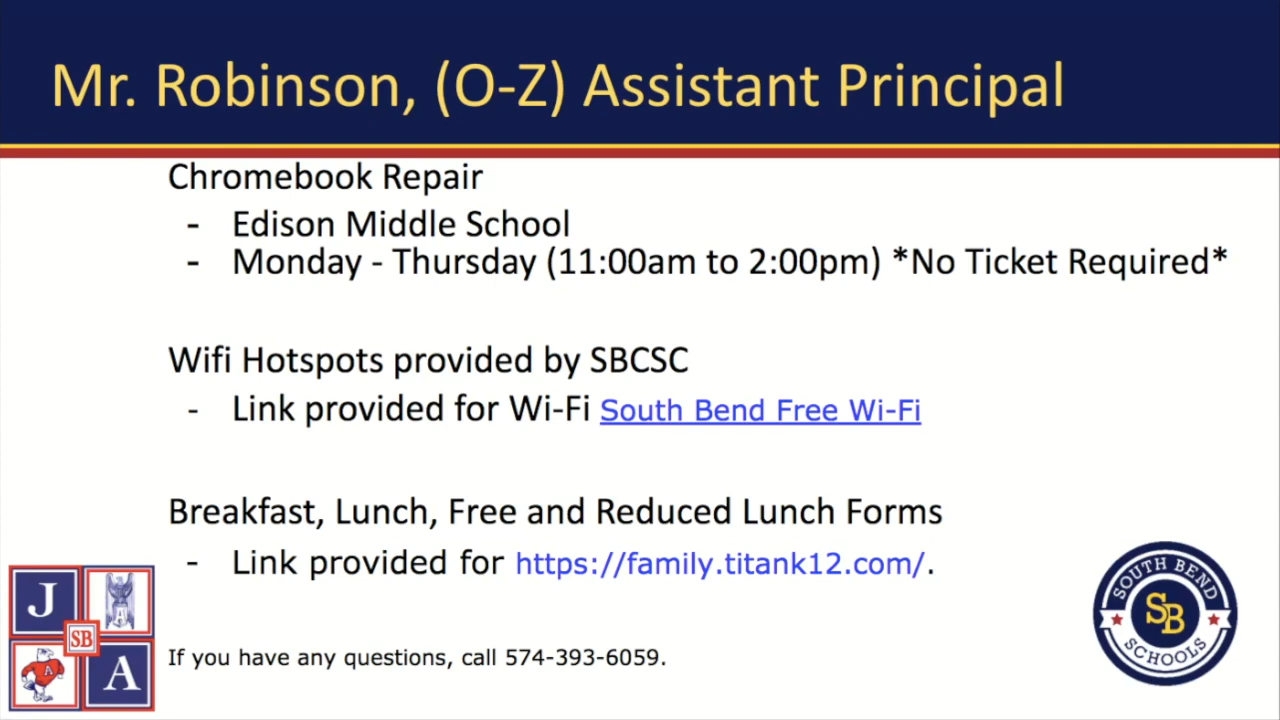 Mr. Robinson, (O-Z) Assistant Principal
Chromebook Repair
- Edison Middle School
- Monday - Thursday (11:00am to 2:00pm) *No Ticket Required*
Wifi Hotspots provided by SBCSC
- Link provided for Wi-Fi South Bend Free Wi-Fi
Breakfast, Lunch, Free and Reduced Lunch Forms
- Link provided for https://family.titank12.com/.
If you have any questions, call 574-393-6059.
J
SB
A
A
SOUTH BEND
SB
SCHOOLS